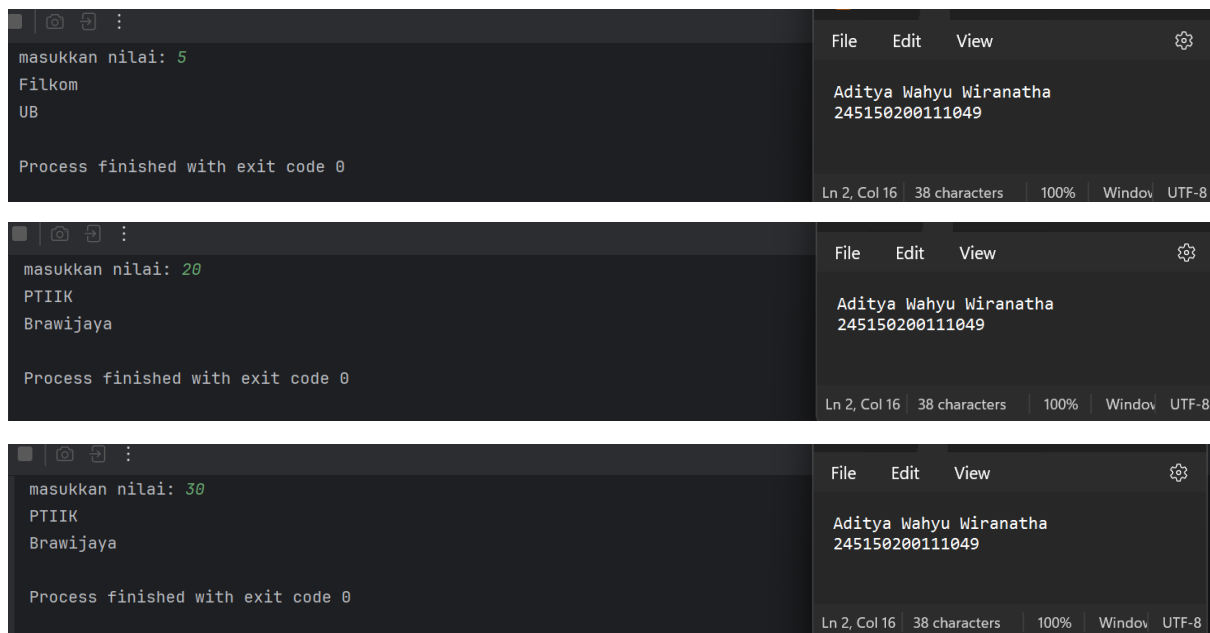 masukkan nilai: 5
Filkom
UB
Process finished with exit code 0
File Edit View
Aditya Wahyu Wiranatha
245150200111049
Ln 2, Col 16 38 characters 100% Window UTF-8
masukkan nilai: 20
PTIIK
Brawijaya
Process finished with exit code 0
File Edit View
Aditya Wahyu Wiranatha
245150200111049
Ln 2, Col 16 38 characters 100% Window UTF-8
masukkan nilai: 30
PTIIK
Brawijaya
Process finished with exit code 0
File Edit View
Aditya Wahyu Wiranatha
245150200111049
Ln 2, Col 16 38 characters 100% Window UTF-8